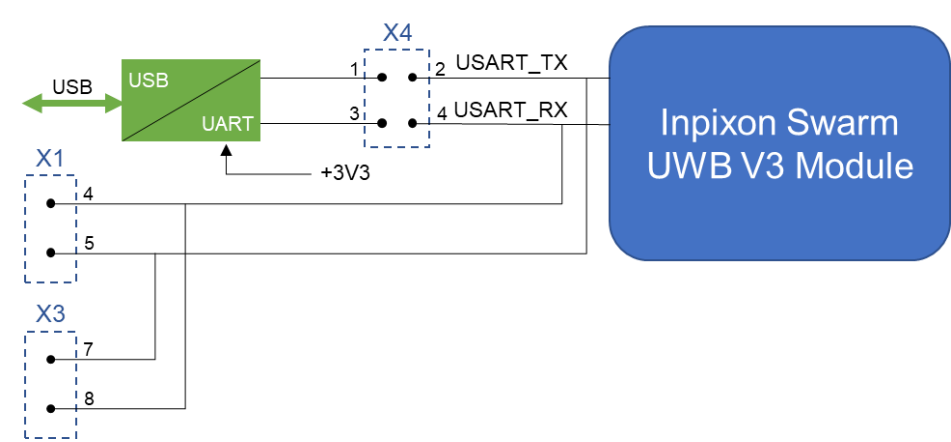 X4
USB
USB
UART
1
2
USART_TX
3
4
USART_RX
+3V3
Inpixon Swarm
UWB V3 Module
X1
4
5
X3
7
8